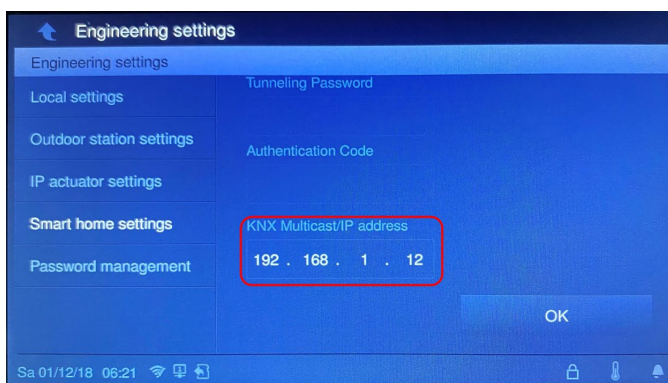 Engineering settings
Engineering settings
Local settings
Outdoor station settings
IP actuator settings
Smart home settings
Password management
Tunneling Password
Authentication Code
KNX Multicast/IP address
192 . 168 . 1 . 12
OK
Sa 01/12/18 06:21